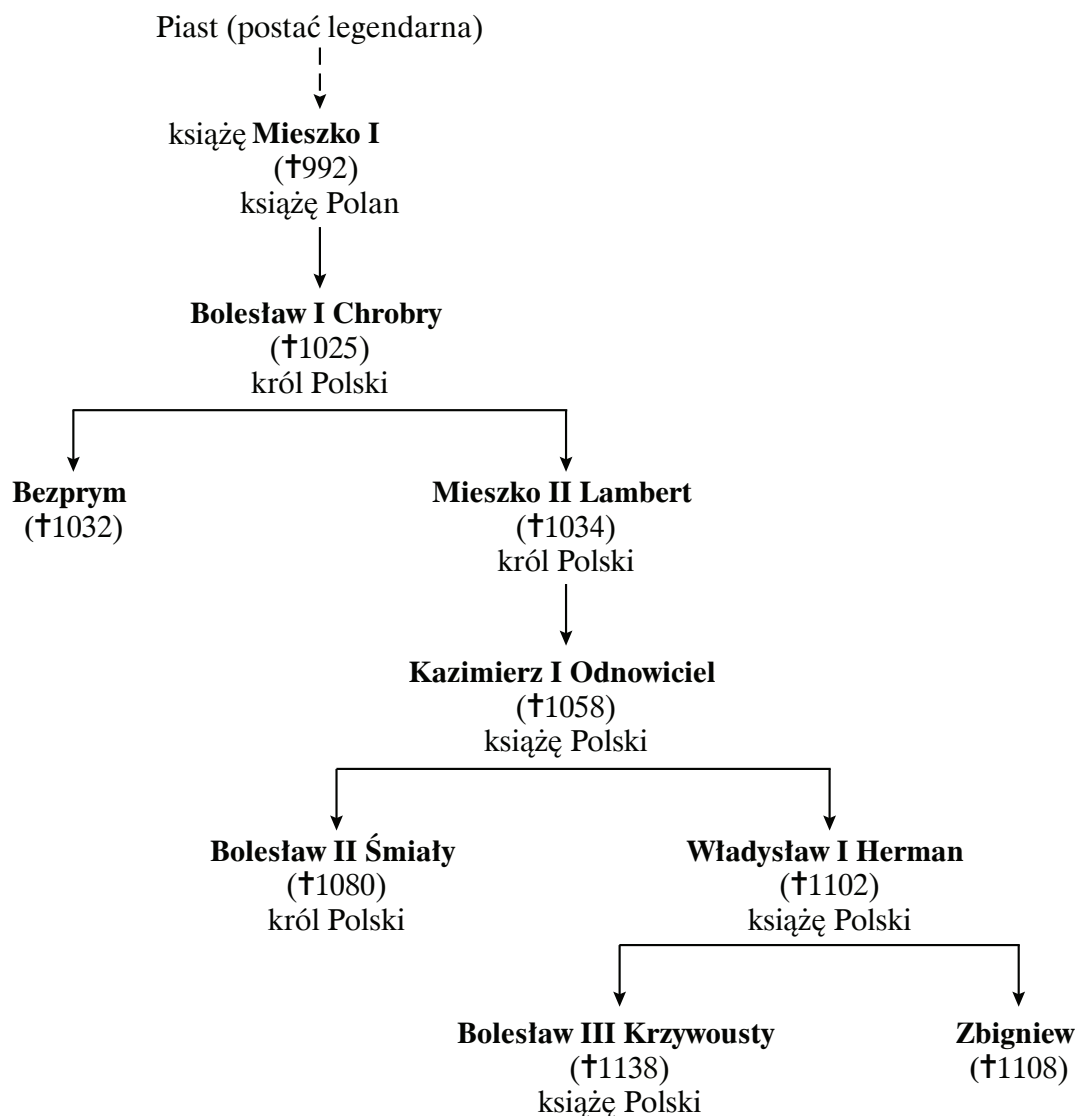 Piast (postać legendarna)
książę Mieszko I
(†992)
książę Polan
Bolesław I Chrobry
(†1025)
król Polski
Bezprym
(†1032)
Mieszko II Lambert
(†1034)
król Polski
Kazimierz I Odnowiciel
(†1058)
książę Polski
Bolesław II Śmiały
(†1080)
król Polski
Władysław I Herman
(†1102)
książę Polski
Bolesław III Krzywousty
(†1138)
książę Polski
Zbigniew
(†1108)